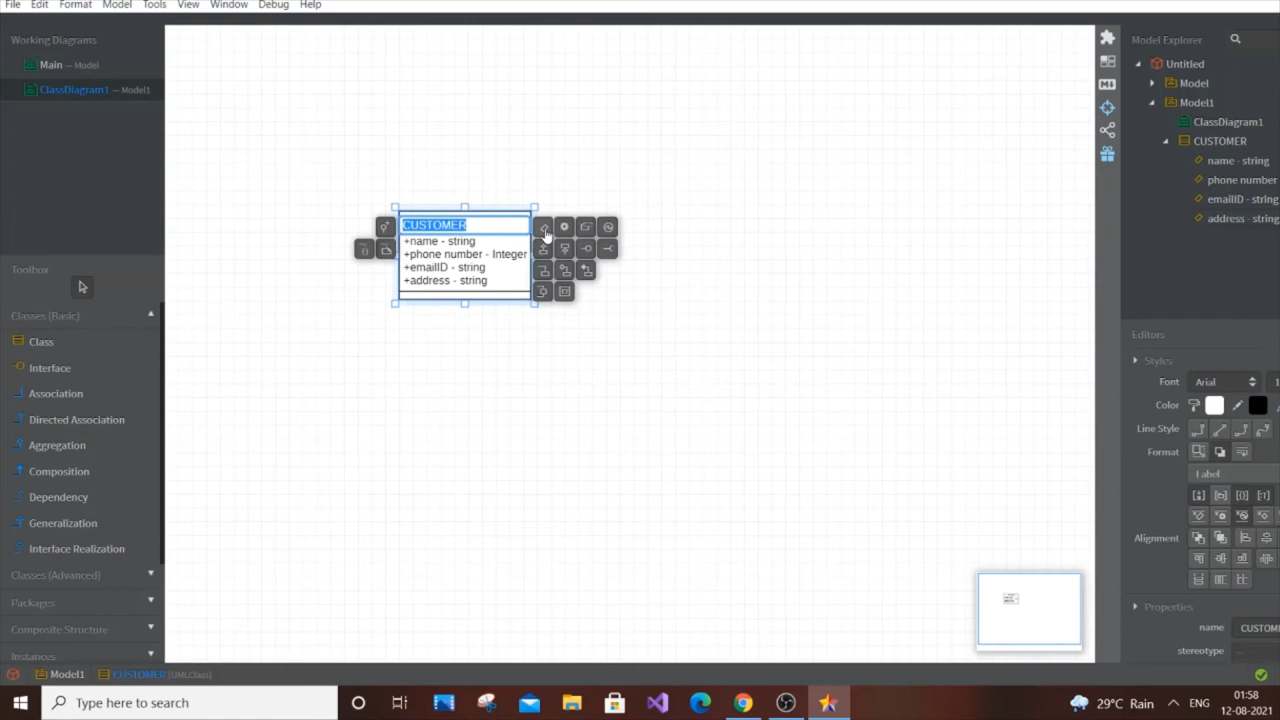 File Edit Format Model Tools View Window Debug Help
Working Diagrams
Main — Model
ClassDiagram1 — Model1
Toolbox
Classes (Basic)
Class
Interface
Association
Directed Association
Aggregation
Composition
Dependency
Generalization
Interface Realization
Classes (Advanced)
Packages
Composite Structure
Instances
CUSTOMER
+name - string
+phone number - Integer
+emailID - string
+address - string
Model Explorer
Untitled
Model
Model1
ClassDiagram1
CUSTOMER
name - string
phone number
emailID - string
address - string
Editors
Styles
Font Arial 1
Color
Line Style
Format
Label
Alignment
Properties
name CUSTOM
stereotype
Model1 CUSTOMER [UMLClass]
Type here to search
29°C Rain ENG 01:58
12-08-2021